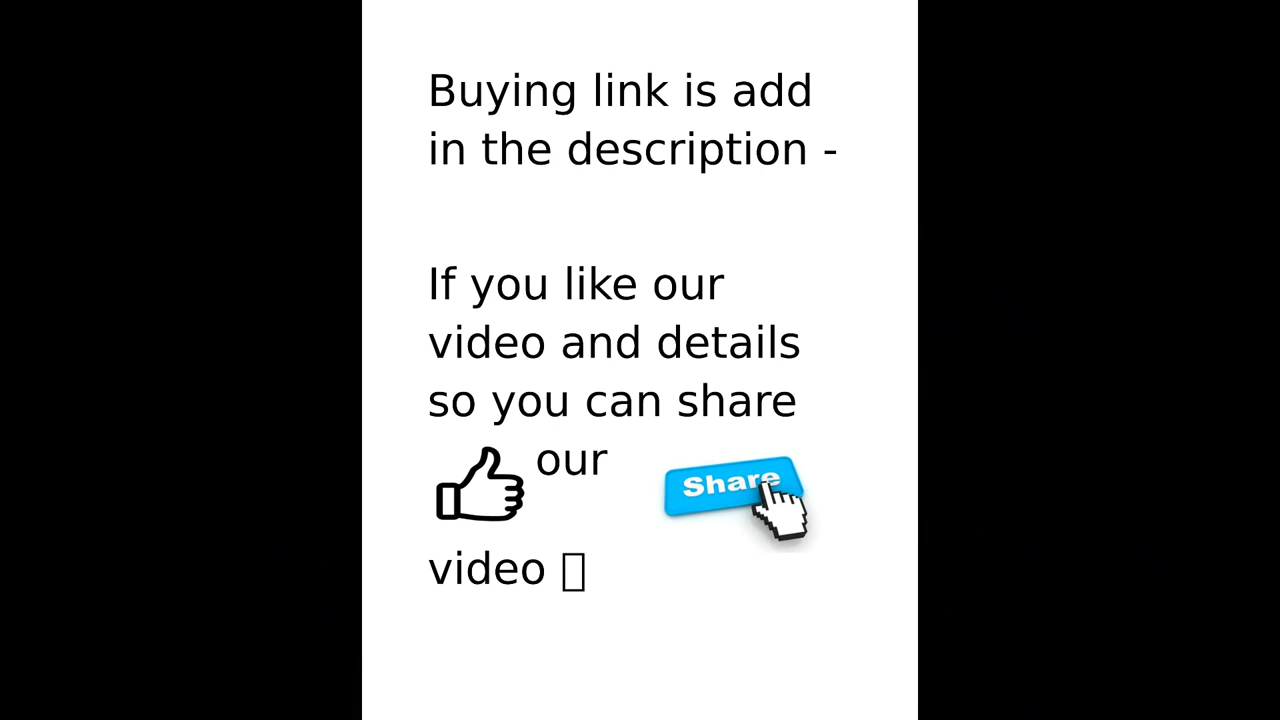 Buying link is add
in the description -
If you like our
video and details
so you can share
our
Share
video